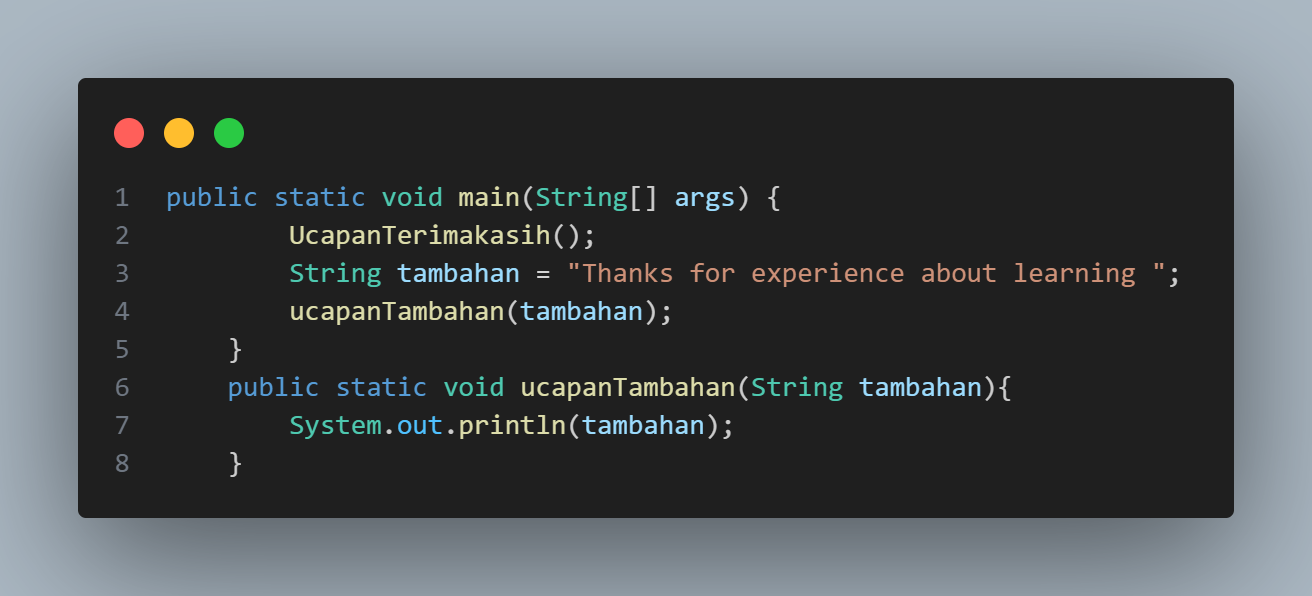 1 public static void main(String[] args) {
2 UcapanTerimakasih();
3 String tambahan = "Thanks for experience about learning ";
4 ucapanTambahan(tambahan);
5 }
6 public static void ucapanTambahan(String tambahan){
7 System.out.println(tambahan);
8 }